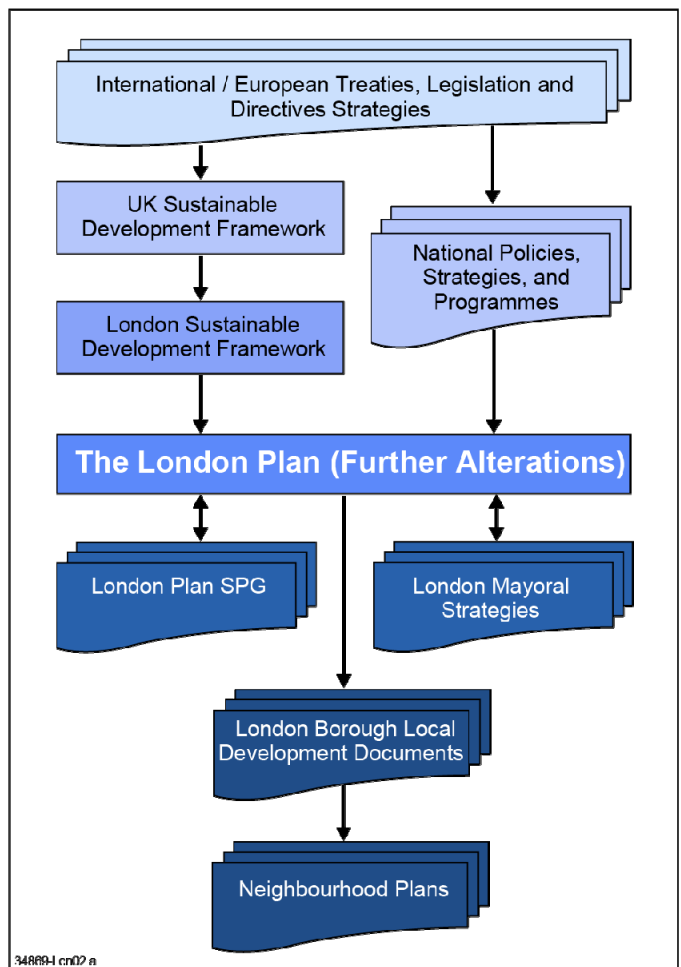 International / European Treaties, Legislation and
Directives Strategies
UK Sustainable
Development Framework
National Policies,
Strategies, and
Programmes
London Sustainable
Development Framework
The London Plan (Further Alterations)
London Plan SPG
London Mayoral
Strategies
London Borough Local
Development Documents
Neighbourhood Plans